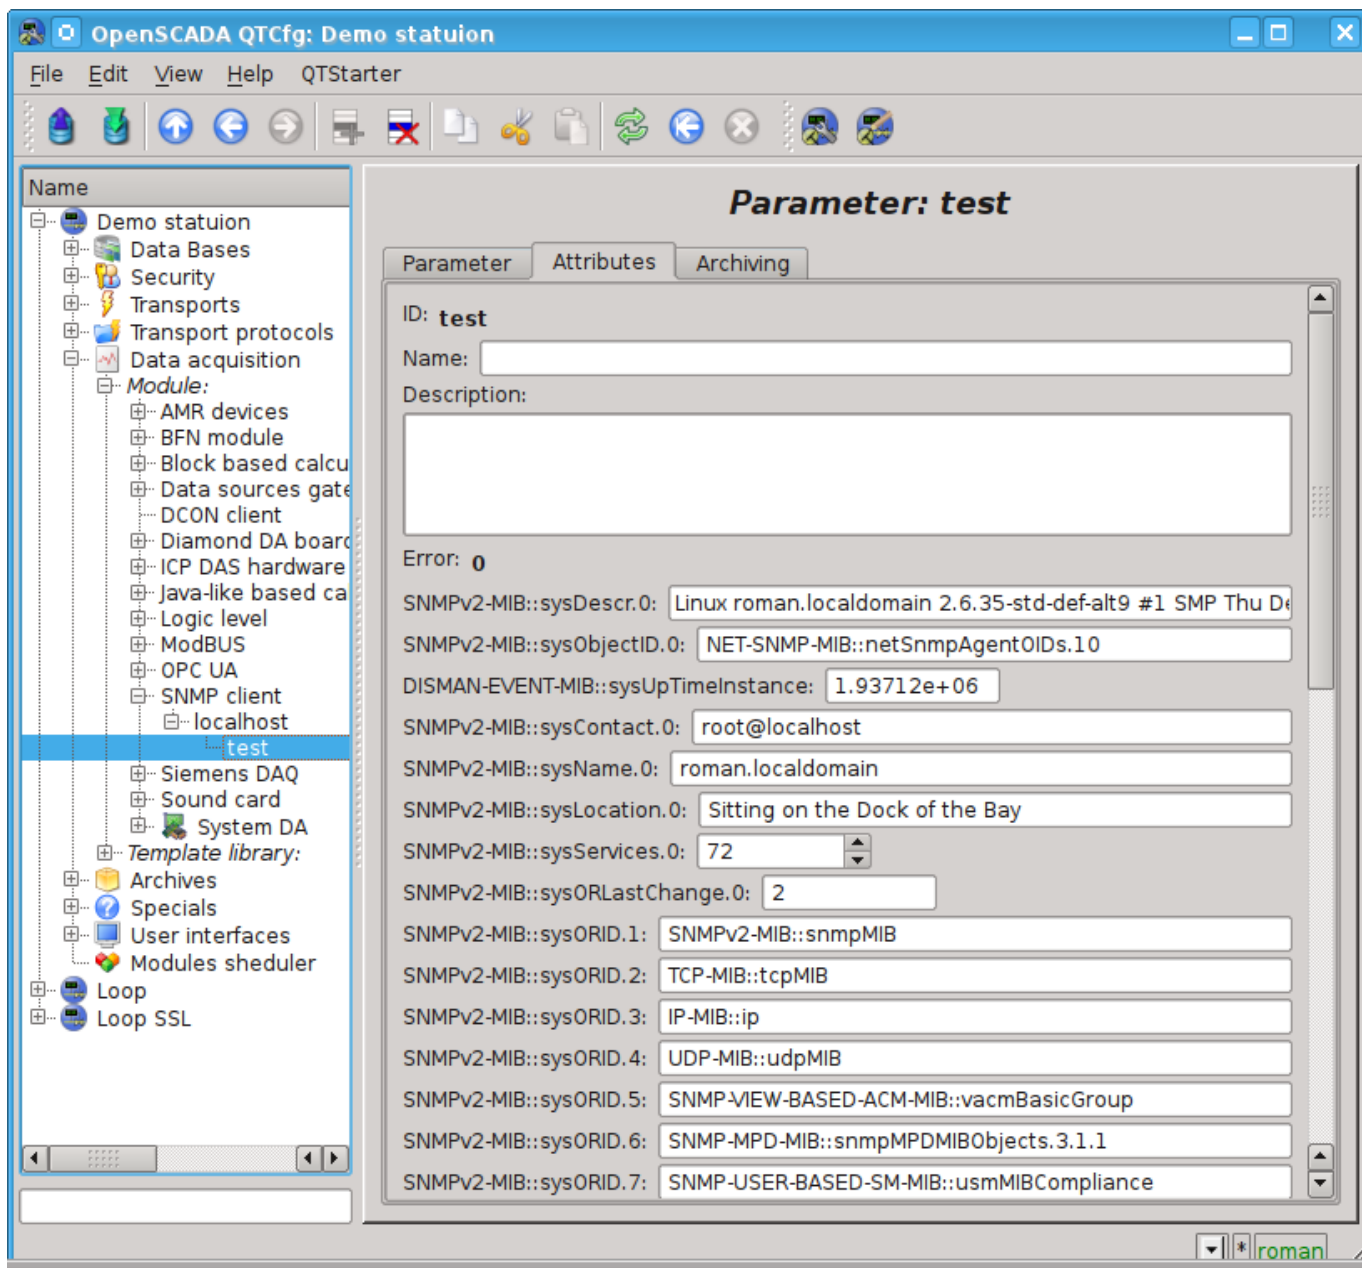 OpenSCADA QTCfg: Demo statuion
File Edit View Help QTStarter
Name
Demo statuion
Data Bases
Security
Transports
Transport protocols
Data acquisition
Module:
AMR devices
BFN module
Block based calcu
Data sources gate
DCON client
Diamond DA board
ICP DAS hardware
Java-like based ca
Logic level
ModBUS
OPC UA
SNMP client
localhost
test
Siemens DAQ
Sound card
System DA
Template library:
Archives
Specials
User interfaces
Modules sheduler
Loop
Loop SSL
Parameter: test
Parameter Attributes Archiving
ID: test
Name:
Description:
Error: 0
SNMPv2-MIB::sysDescr.0: Linux roman.localdomain 2.6.35-std-def-alt9 #1 SMP Thu De
SNMPv2-MIB::sysObjectID.0: NET-SNMP-MIB::netSnmpAgentOIDs.10
DISMAN-EVENT-MIB::sysUpTimeInstance: 1.93712e+06
SNMPv2-MIB::sysContact.0: root@localhost
SNMPv2-MIB::sysName.0: roman.localdomain
SNMPv2-MIB::sysLocation.0: Sitting on the Dock of the Bay
SNMPv2-MIB::sysServices.0: 72
SNMPv2-MIB::sysORLastChange.0: 2
SNMPv2-MIB::sysORID.1: SNMPv2-MIB::snmpMIB
SNMPv2-MIB::sysORID.2: TCP-MIB::tcpMIB
SNMPv2-MIB::sysORID.3: IP-MIB::ip
SNMPv2-MIB::sysORID.4: UDP-MIB::udpMIB
SNMPv2-MIB::sysORID.5: SNMP-VIEW-BASED-ACM-MIB::vacmBasicGroup
SNMPv2-MIB::sysORID.6: SNMP-MPD-MIB::snmpMPDMIBObjects.3.1.1
SNMPv2-MIB::sysORID.7: SNMP-USER-BASED-SM-MIB::usmMIBCompliance
* roman